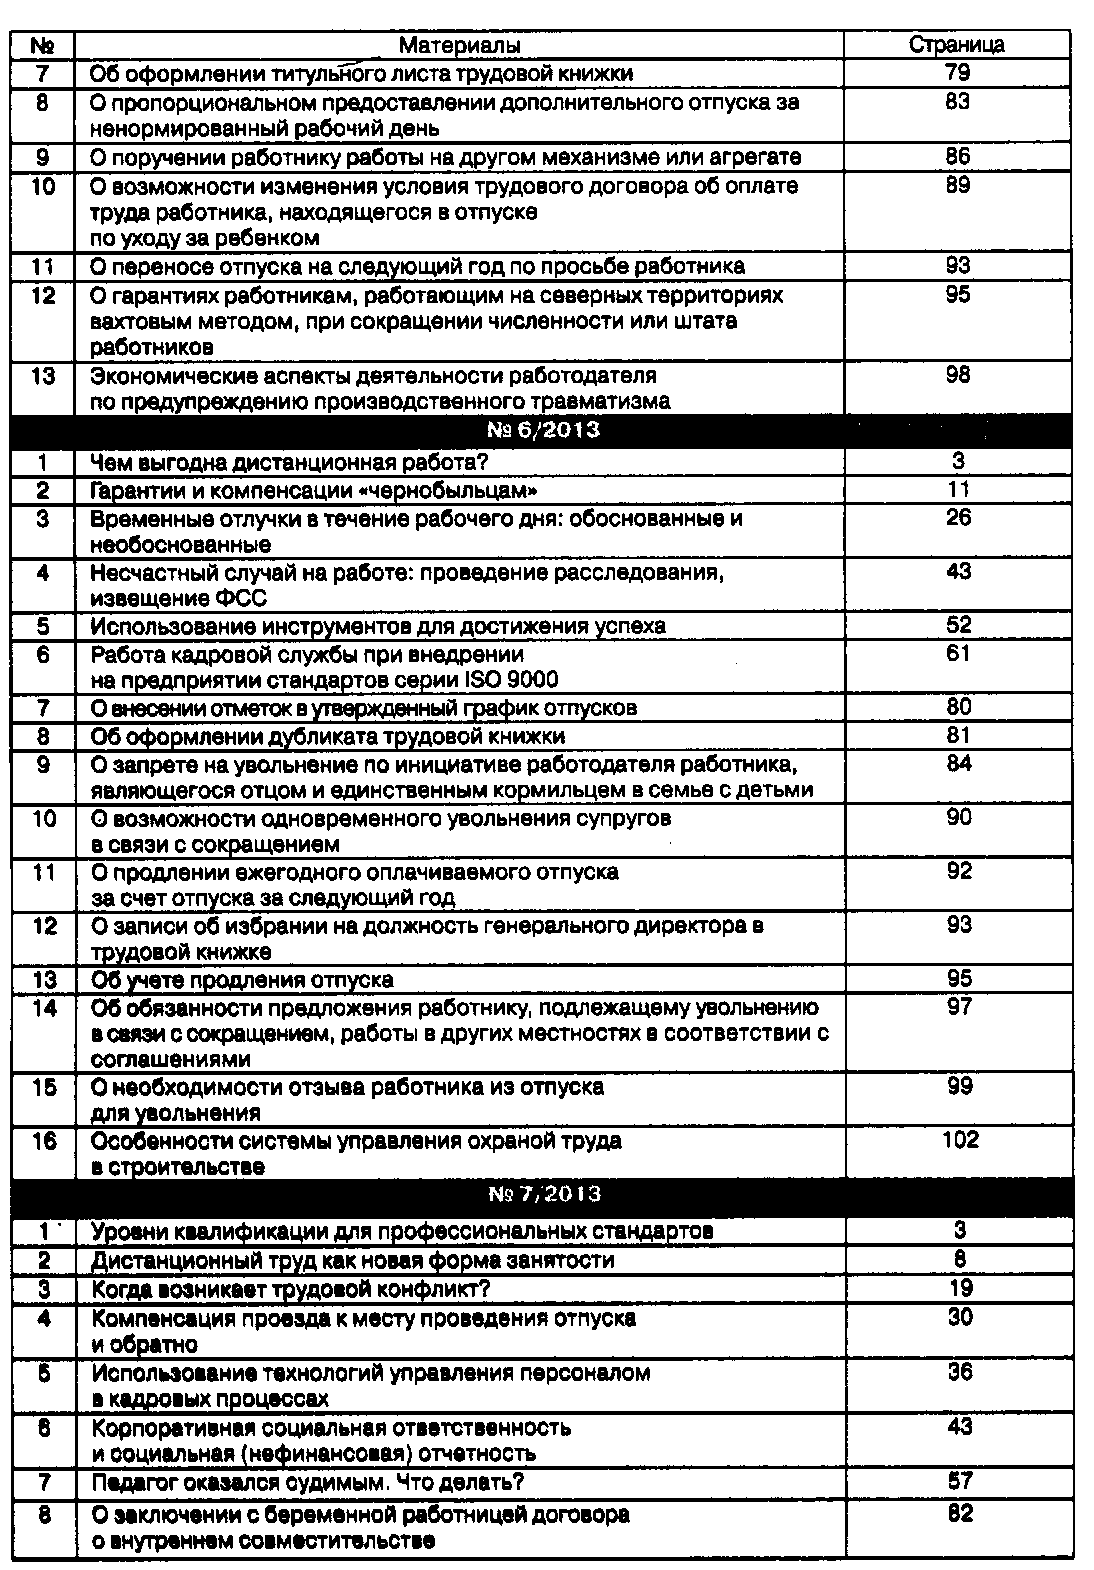 № Материалы Страница
7 Об оформлении титульного листа трудовой книжки 79
8 О пропорциональном предоставлении дополнительного отпуска за 83
ненормированный рабочий день
9 О поручении работнику работы на другом механизме или агрегате 86
10 О возможности изменения условия трудового договора об оплате 89
труда работника, находящегося в отпуске
по уходу за ребенком
11 О переносе отпуска на следующий год по просьбе работника 93
12 О гарантиях работникам, работающим на северных территориях 95
вахтовым методом, при сокращении численности или штата
работников
13 Экономические аспекты деятельности работодателя 98
по предупреждению производственного травматизма
№ 6/2013
1 Чем выгодна дистанционная работа? 3
2 Гарантии и компенсации «чернобыльцам» 11
3 Временные отлучки в течение рабочего дня: обоснованные и 26
необоснованные
4 Несчастный случай на работе: проведение расследования, 43
извещение ФСС
5 Использование инструментов для достижения успеха 52
6 Работа кадровой службы при внедрении 61
на предприятии стандартов серии ISO 9000
7 О внесении отметок в утвержденный график отпусков 80
8 Об оформлении дубликата трудовой книжки 81
9 О запрете на увольнение по инициативе работодателя работника, 84
являющегося отцом и единственным кормильцем в семье с детьми
10 О возможности одновременного увольнения супругов 90
в связи с сокращением
11 О продлении ежегодного оплачиваемого отпуска 92
за счет отпуска за следующий год
12 О записи об избрании на должность генерального директора в 93
трудовой книжке
13 Об учете продления отпуска 95
14 Об обязанности предложения работнику, подлежащему увольнению 97
в связи с сокращением, работы в других местностях в соответствии с
соглашениями
15 О необходимости отзыва работника из отпуска 99
для увольнения
16 Особенности системы управления охраной труда 102
в строительстве
№ 7/2013
1 Уровни квалификации для профессиональных стандартов 3
2 Дистанционный труд как новая форма занятости 8
3 Когда возникает трудовой конфликт? 19
4 Компенсация проезда к месту проведения отпуска 30
и обратно
5 Использование технологий управления персоналом 36
в кадровых процессах
6 Корпоративная социальная ответственность 43
и социальная (нефинансовая) отчетность
7 Педагог оказался судимым. Что делать? 57
8 О заключении с беременной работницей договора 82
о внутреннем совместительстве